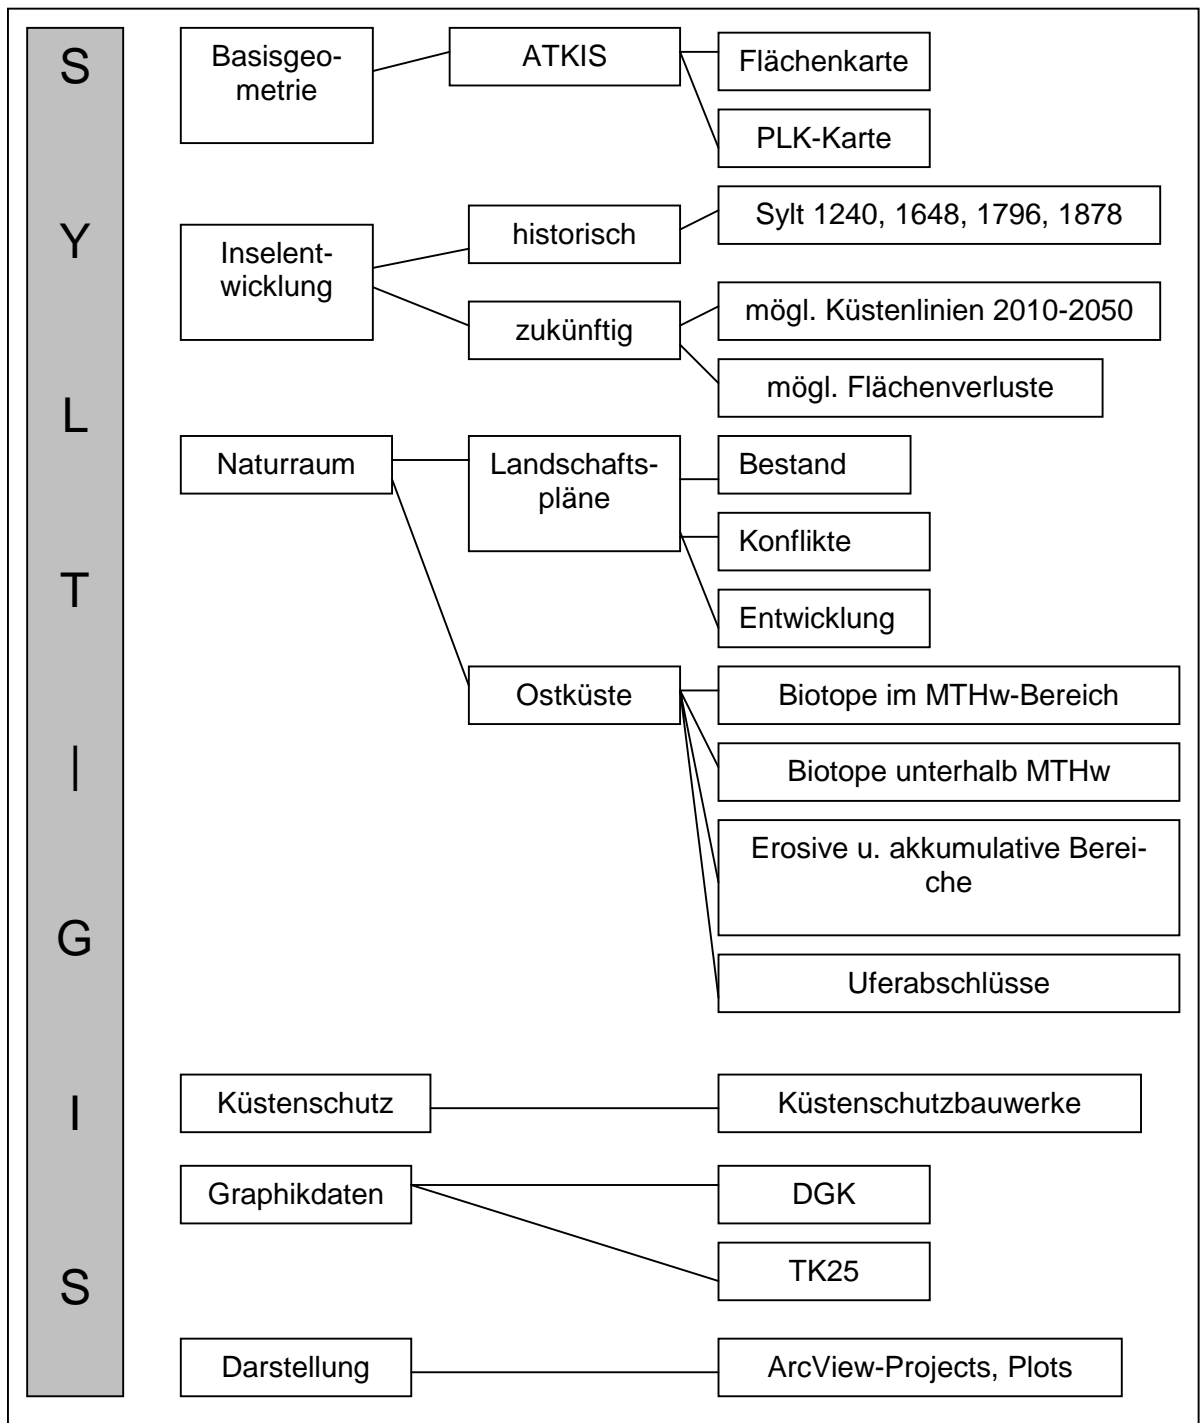 S
Y
L
T
|
G
I
S
Basisgeo-
metrie
ATKIS
Flächenkarte
PLK-Karte
Inselent-
wicklung
historisch
Sylt 1240, 1648, 1796, 1878
zukünftig
mögl. Küstenlinien 2010-2050
mögl. Flächenverluste
Naturraum
Landschafts-
pläne
Bestand
Konflikte
Entwicklung
Ostküste
Biotope im MTHw-Bereich
Biotope unterhalb MTHw
Erosive u. akkumulative Berei-
che
Uferabschlüsse
Küstenschutz
Küstenschutzbauwerke
Graphikdaten
DGK
TK25
Darstellung
ArcView-Projects, Plots